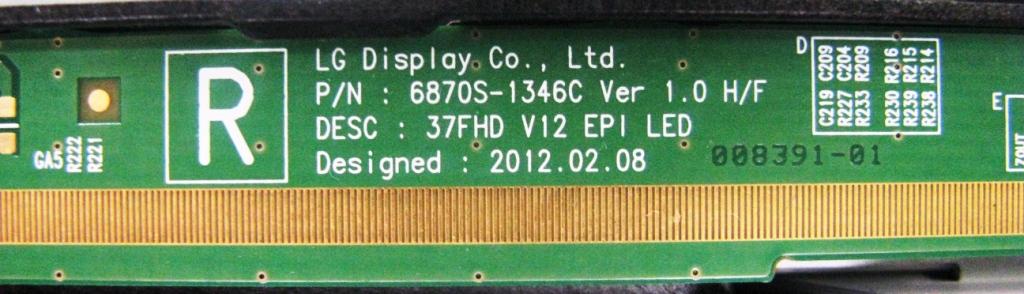 R
LG Display Co., Ltd.
P/N : 6870S-1346C Ver 1.0 H/F
DESC : 37FHD V12 EPI LED
Designed : 2012.02.08
008391-01
GA5
R222
R221
D
C219 C209
R227 C204
R233 R209
R230 R216
R239 R215
R238 R214
E
ZOUT